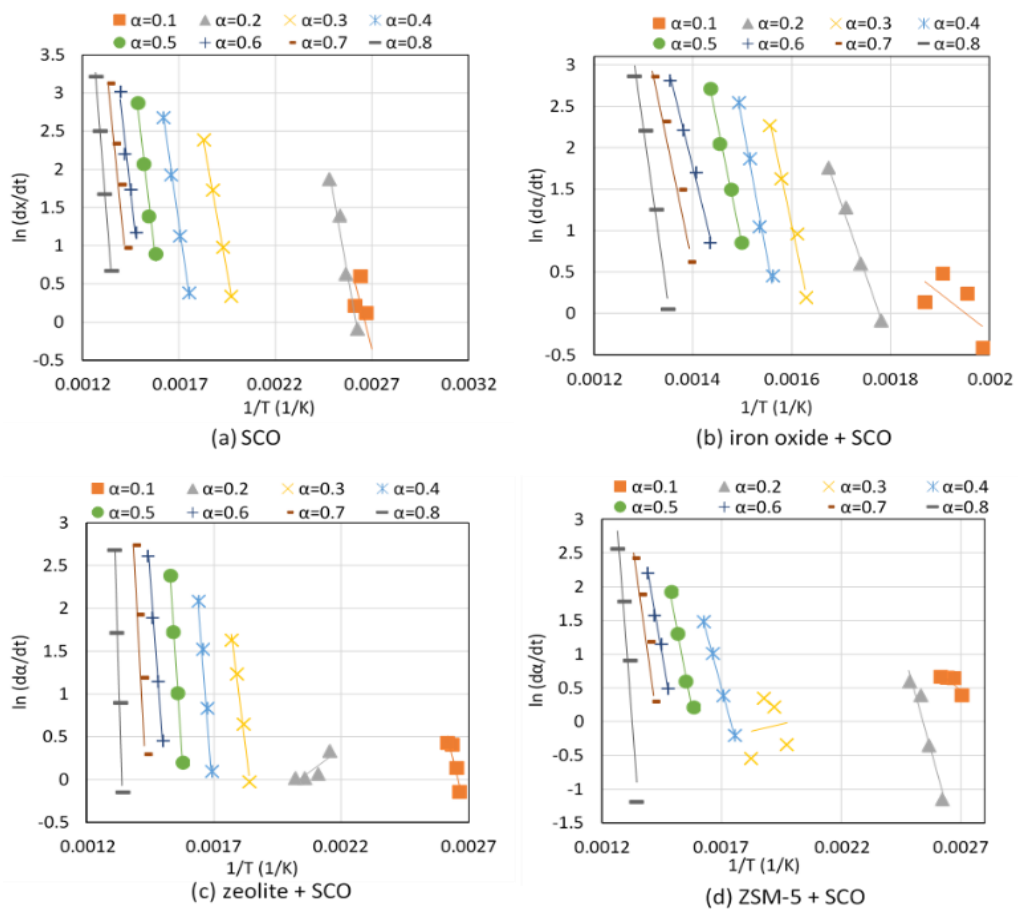 α=0.1 α=0.2 α=0.3 α=0.4
α=0.5 α=0.6 α=0.7 α=0.8
3.5
3
2.5
2
1.5
1
0.5
0
-0.5
ln (dx/dt)
0.0012 0.0017 0.0022 0.0027 0.0032
1/T (1/K)
(a) SCO
α=0.1 α=0.2 α=0.3 α=0.4
α=0.5 α=0.6 α=0.7 α=0.8
3
2.5
2
1.5
1
0.5
0
-0.5
ln (dα/dt)
0.0012 0.0014 0.0016 0.0018 0.002
1/T (1/K)
(b) iron oxide + SCO
α=0.1 α=0.2 α=0.3 α=0.4
α=0.5 α=0.6 α=0.7 α=0.8
3
2.5
2
1.5
1
0.5
0
-0.5
ln (dα/dt)
0.0012 0.0017 0.0022 0.0027
1/T (1/K)
(c) zeolite + SCO
α=0.1 α=0.2 α=0.3 α=0.4
α=0.5 α=0.6 α=0.7 α=0.8
3
2.5
2
1.5
1
0.5
0
-0.5
-1
-1.5
ln (dα/dt)
0.0012 0.0017 0.0022 0.0027
1/T (1/K)
(d) ZSM-5 + SCO